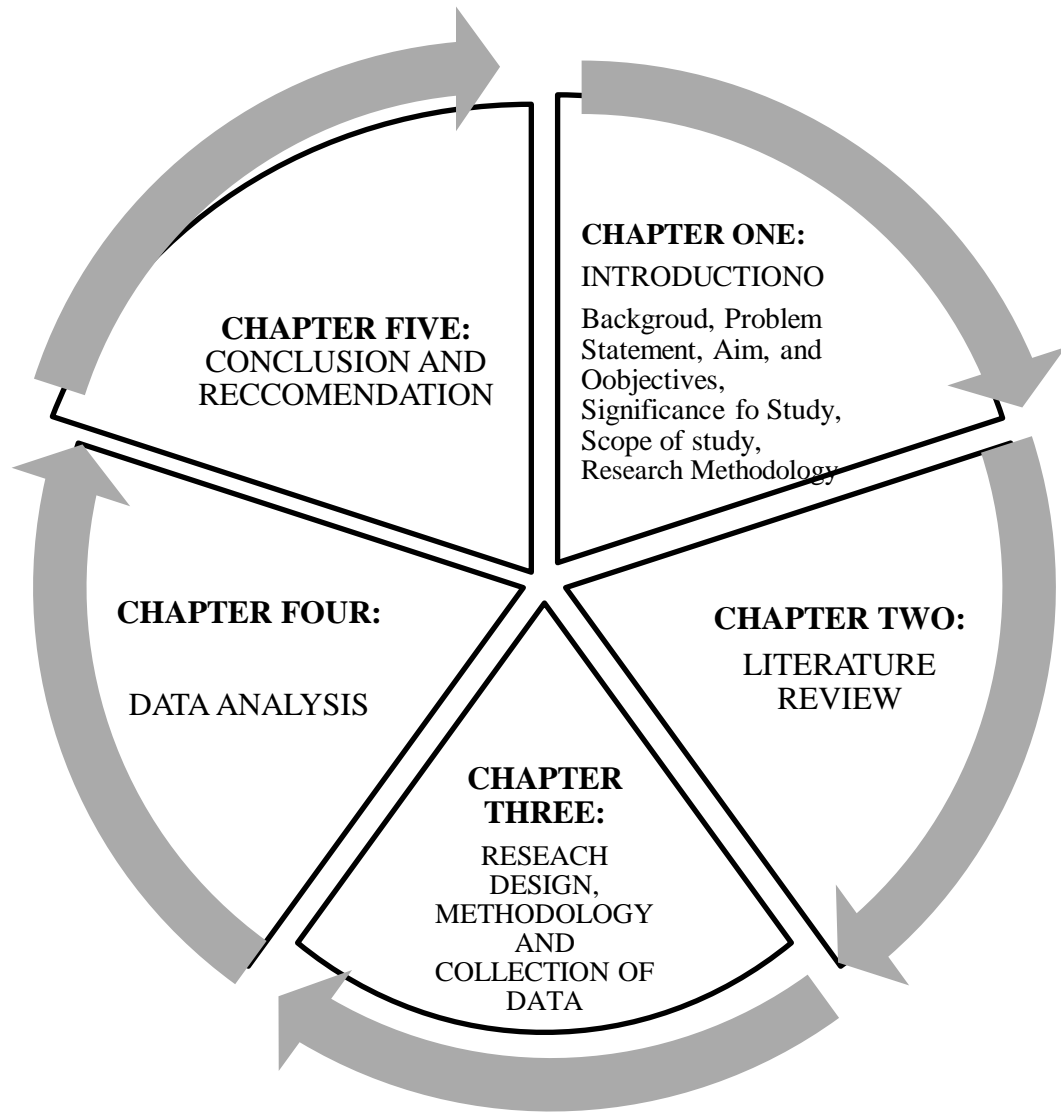 CHAPTER ONE:
INTRODUCTIONO
Backgroud, Problem
Statement, Aim, and
Oobjectives,
Significance fo Study,
Scope of study,
Research Methodology
CHAPTER TWO:
LITERATURE
REVIEW
CHAPTER
THREE:
RESEACH
DESIGN,
METHODOLOGY
AND
COLLECTION OF
DATA
CHAPTER FOUR:
DATA ANALYSIS
CHAPTER FIVE:
CONCLUSION AND
RECCOMENDATION